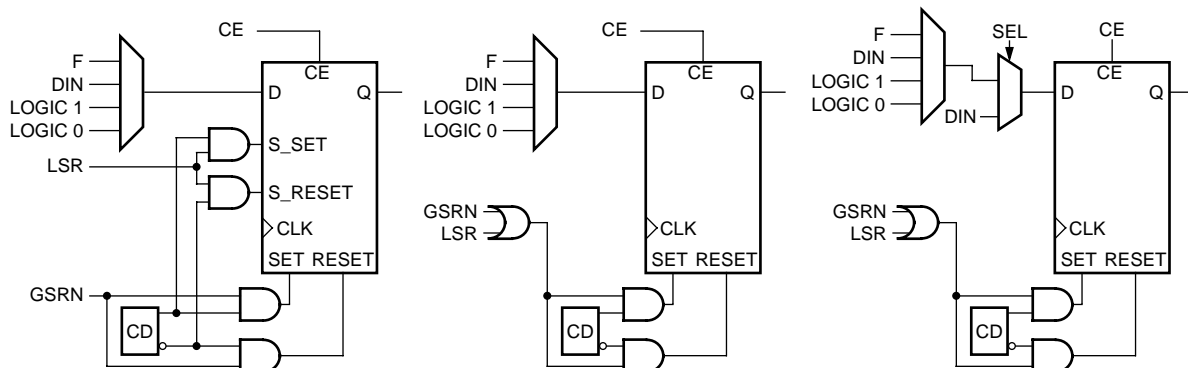 CE
F
DIN
LOGIC 1
LOGIC 0
LSR
GSRN
CE
D
Q
S_SET
S_RESET
CLK
SET RESET
CD
CE
F
DIN
LOGIC 1
LOGIC 0
GSRN
LSR
CE
D
Q
CLK
SET RESET
CD
F
DIN
LOGIC 1
LOGIC 0
SEL
DIN
CE
GSRN
LSR
CE
D
Q
CLK
SET RESET
CD